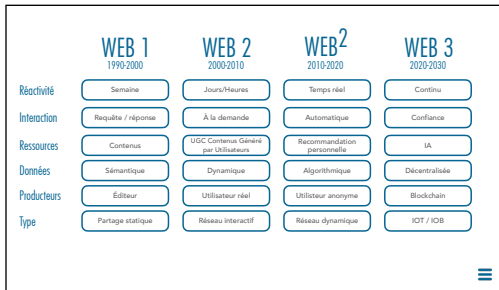 WEB 1 WEB 2 WEB² WEB 3
1990-2000 2000-2010 2010-2020 2020-2030
Réactivité Semaine Jours/Heures Temps réel Continu
Interaction Requête / réponse À la demande Automatique Confiance
Ressources Contenus UGC Contenus Généré par Utilisateurs Recommandation personnelle IA
Données Sémantique Dynamique Algorithmique Décentralisée
Producteurs Éditeur Utilisateur réel Utilisteur anonyme Blockchain
Type Partage statique Réseau interactif Réseau dynamique IOT / IOB